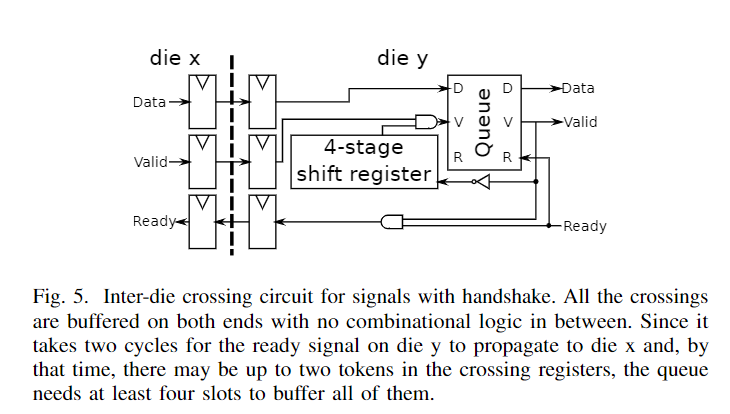 die x
die y
Data
D
D
Data
Queue
V
V
Valid
4-stage
shift register
Valid
R
R
Ready
Ready
Fig. 5. Inter-die crossing circuit for signals with handshake. All the crossings
are buffered on both ends with no combinational logic in between. Since it
takes two cycles for the ready signal on die y to propagate to die x and, by
that time, there may be up to two tokens in the crossing registers, the queue
needs at least four slots to buffer all of them.